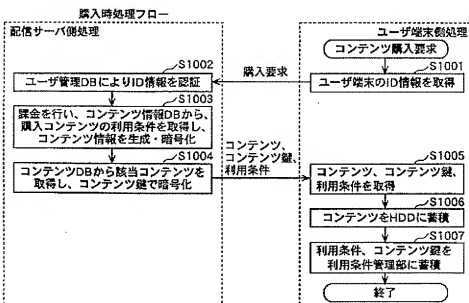 購入時処理フロー
配信サーバ側処理
S1002
ユーザ管理DBによりID情報を認証
S1003
課金を行い、コンテンツ情報DBから、
購入コンテンツの利用条件を取得し、
コンテンツ情報を生成・暗号化
S1004
コンテンツDBから該当コンテンツを
取得し、コンテンツ鍵で暗号化
購入要求
コンテンツ、
コンテンツ鍵、
利用条件
ユーザ端末側処理
コンテンツ購入要求
S1001
ユーザ端末のID情報を取得
S1005
コンテンツ、コンテンツ鍵、
利用条件を取得
S1006
コンテンツをHDDに蓄積
S1007
利用条件、コンテンツ鍵を
利用条件管理部に蓄積
終了